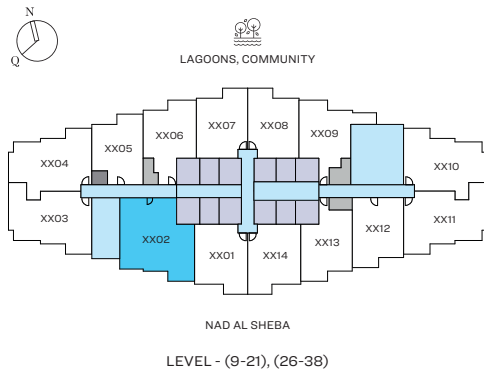 N
Q
LAGOONS, COMMUNITY
XX07 XX08
XX06 XX09
XX05
XX04 XX10
XX03 XX11
XX02 XX12
XX01 XX14 XX13
NAD AL SHEBA
LEVEL - (9-21), (26-38)